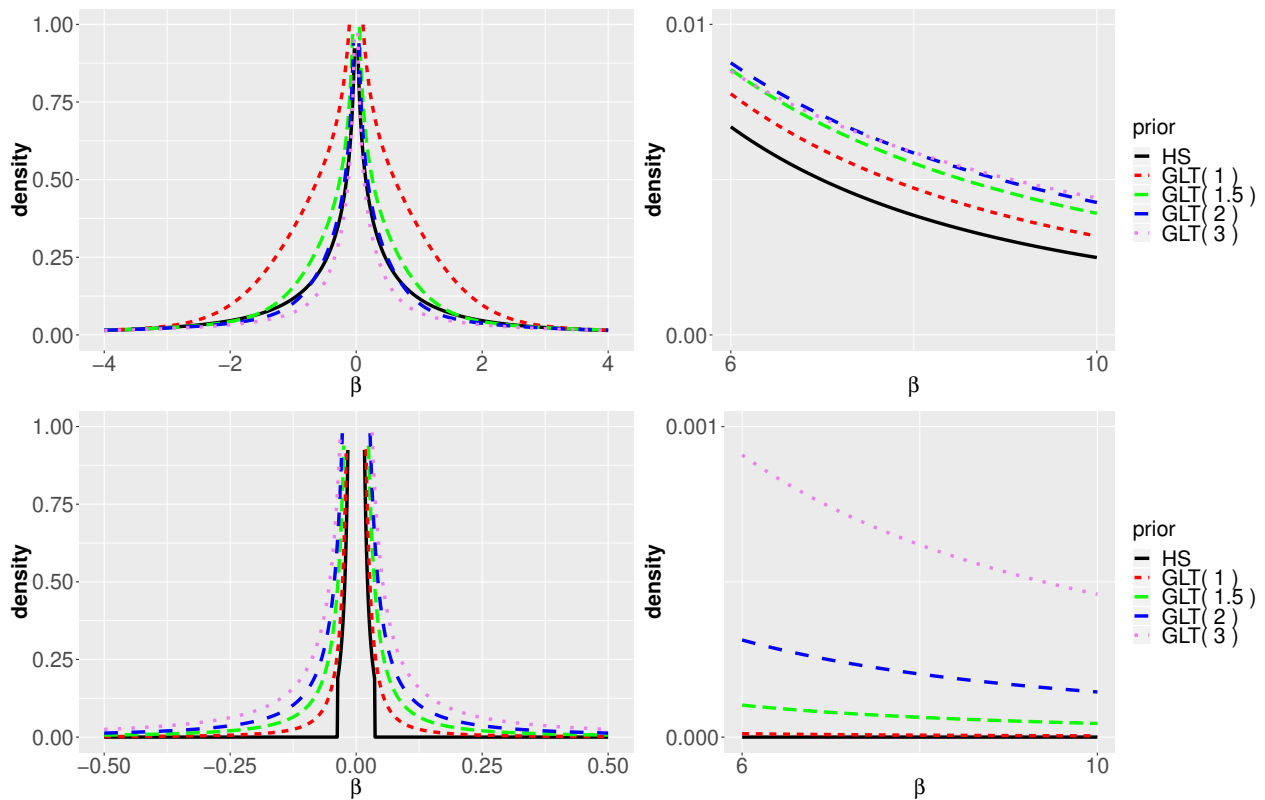 1.00
0.75
0.50
0.25
0.00
density
−4
−2
0
2
4
β
0.01
0.00
density
6
10
β
prior
HS
GLT( 1 )
GLT( 1.5 )
GLT( 2 )
GLT( 3 )
1.00
0.75
0.50
0.25
0.00
density
−0.50
−0.25
0.00
0.25
0.50
β
0.001
0.000
density
6
10
β
prior
HS
GLT( 1 )
GLT( 1.5 )
GLT( 2 )
GLT( 3 )